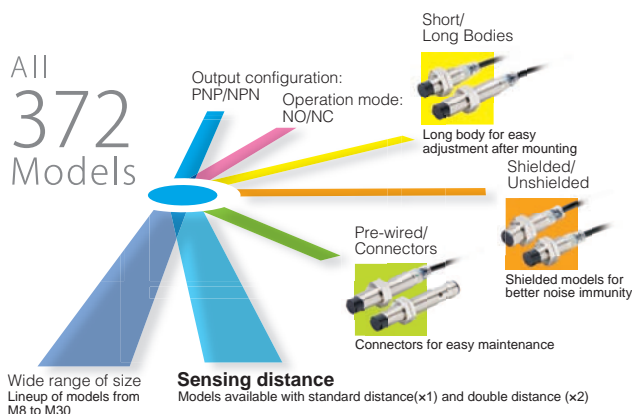 All
372
Models
Output configuration:
PNP/NPN
Operation mode:
NO/NC
Short/
Long Bodies
Long body for easy
adjustment after mounting
Shielded/
Unshielded
Shielded models for
better noise immunity
Pre-wired/
Connectors
Connectors for easy maintenance
Wide range of size
Lineup of models from
M8 to M30
Sensing distance
Models available with standard distance(×1) and double distance (×2)